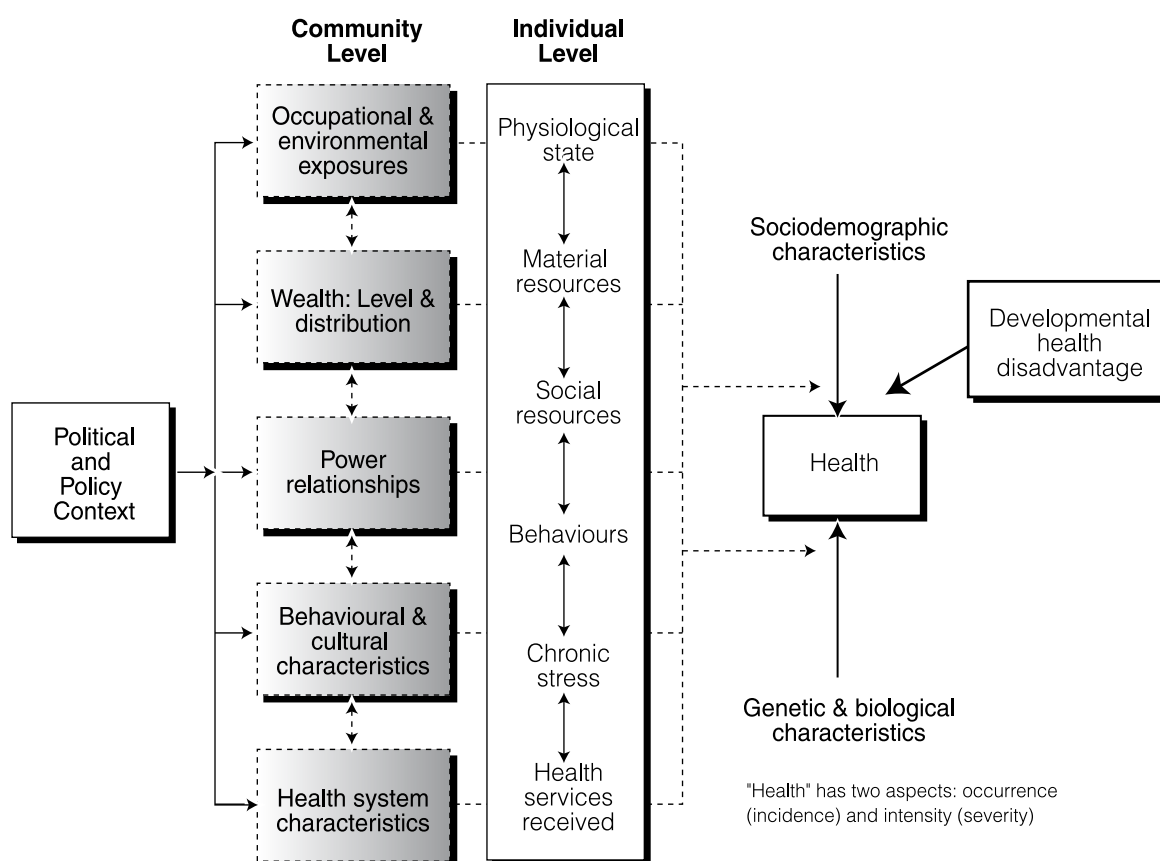 Community
Level
Individual
Level
Occupational &
environmental
exposures
Wealth: Level &
distribution
Power
relationships
Behavioural &
cultural
characteristics
Health system
characteristics
Physiological
state
Material
resources
Social
resources
Behaviours
Chronic
stress
Health
services
received
Political
and
Policy
Context
Sociodemographic
characteristics
Developmental
health
disadvantage
Health
Genetic & biological
characteristics
"Health" has two aspects: occurrence
(incidence) and intensity (severity)